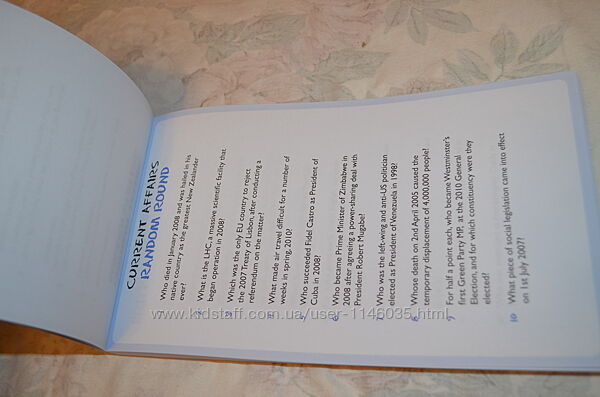 CURRENT AFFAIRS
RANDOM ROUND
Who died in January 2008 and was hailed in his
native country as the greatest New Zealander
ever?
What is the LHC, a massive scientific facility that
began operation in 2008?
3 Which was the only EU country to reject
the 2007 Treaty of Lisbon, after conducting a
referendum on the matter?
What made air travel difficult for a number of
weeks in spring, 2010?
5 Who succeeded Fidel Castro as President of
Cuba in 2008?
6 Who became Prime Minister of Zimbabwe in
2008 after agreeing a power-sharing deal with
President Robert Mugabe?
Who was the left-wing and anti-US politician
elected as President of Venezuela in 1998?
8 Whose death on 2nd April 2005 caused the
temporary displacement of 4,000,000 people?
9 For half a point each, who became Westminster's
first Green Party MP, at the 2010 General
Election, and for which constituency were they
elected?
10 What piece of social legislation came into effect
on 1st July 2007?
www.kidstaff.com.ua/user-1146035.html